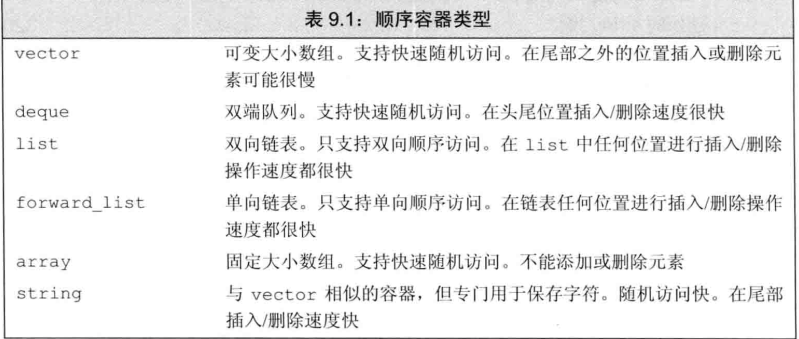 表 9.1：顺序容器类型
vector 可变大小数组。支持快速随机访问。在尾部之外的位置插入或删除元
素可能很慢
deque 双端队列。支持快速随机访问。在头尾位置插入/删除速度很快
list 双向链表。只支持双向顺序访问。在 list 中任何位置进行插入/删除
操作速度都很快
forward_list 单向链表。只支持单向顺序访问。在链表任何位置进行插入/删除操作
速度都很快
array 固定大小数组。支持快速随机访问。不能添加或删除元素
string 与 vector 相似的容器，但专门用于保存字符。随机访问快。在尾部
插入/删除速度快